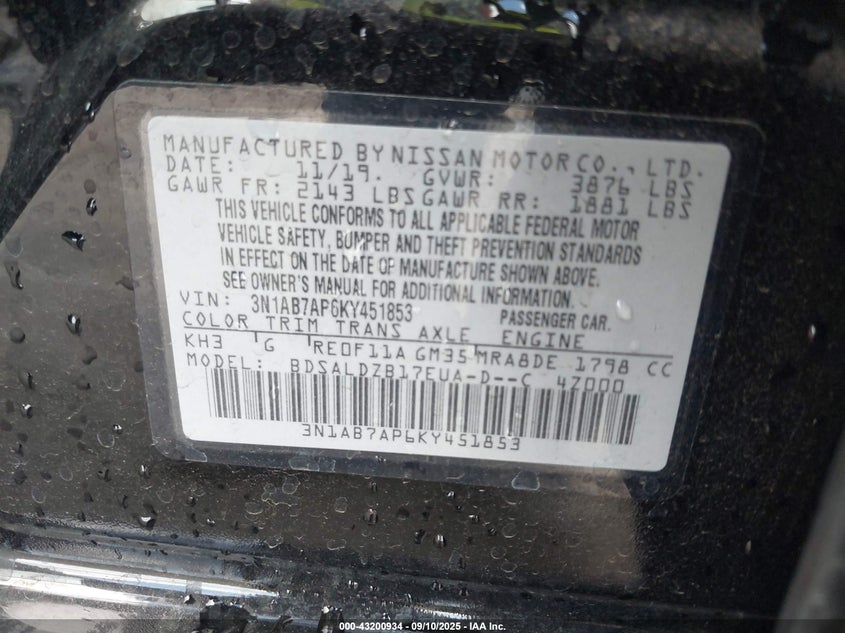 MANUFACTURED BY NISSAN MOTOR CO., LTD.
DATE: 11/19. GVWR: 3876 LBS
GAWR FR: 2143 LBS GAWR RR: 1881 LBS
THIS VEHICLE CONFORMS TO ALL APPLICABLE FEDERAL MOTOR
VEHICLE SAFETY, BUMPER AND THEFT PREVENTION STANDARDS
IN EFFECT ON THE DATE OF MANUFACTURE SHOWN ABOVE.
SEE OWNER'S MANUAL FOR ADDITIONAL INFORMATION.
VIN: 3N1AB7AP6KY451853 PASSENGER CAR.
COLOR TRIM TRANS AXLE ENGINE
KH3 G RE0F11A GM35 MRA8DE 1798 CC
MODEL: BDSALDZB17EUA-D--C 47000
3N1AB7AP6KY451853
000-43200934 - 09/10/2025 - IAA Inc.